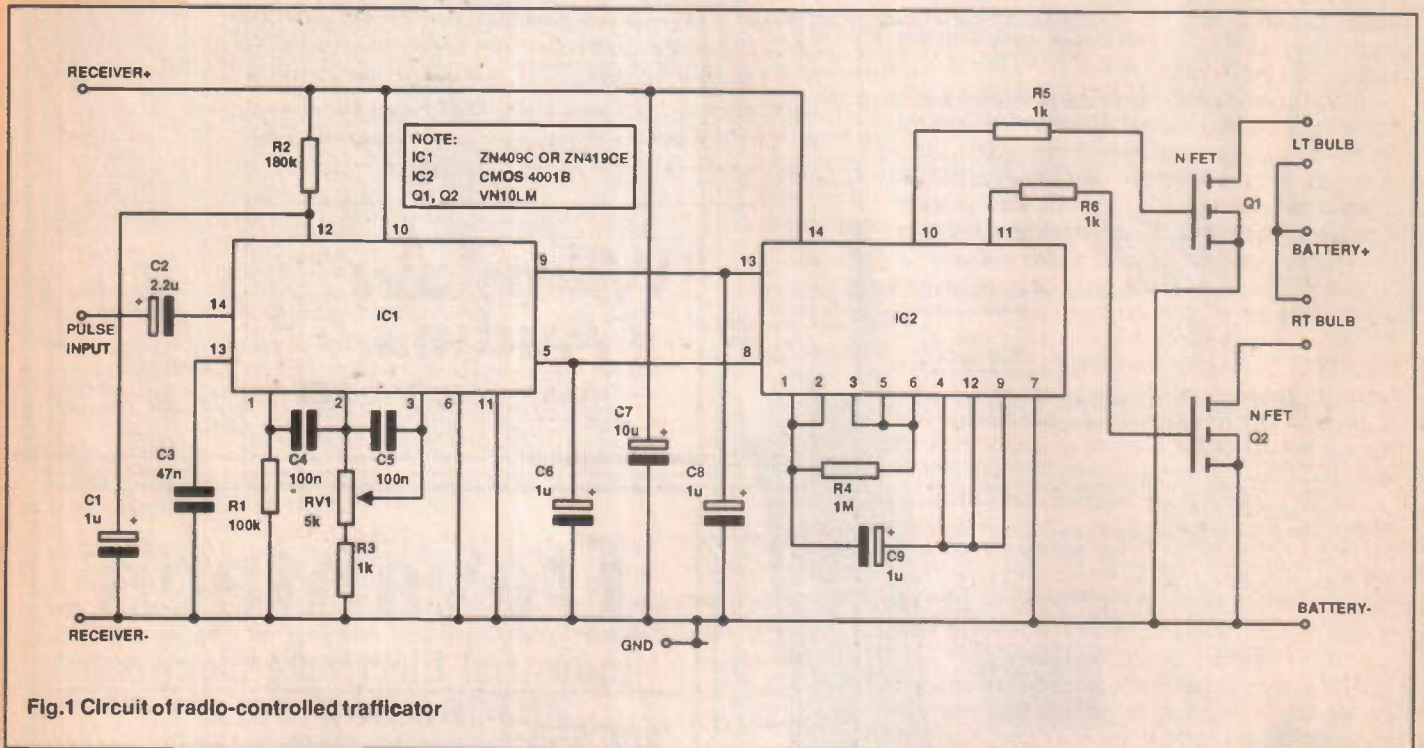 RECEIVER+
R2
180k
NOTE:
IC1 ZN409C OR ZN419CE
IC2 CMOS 4001B
Q1, Q2 VN10LM
R5
1k
N FET
Q1
LT BULB
R6
1k
BATTERY+
RT BULB
12
10
14
10
11
C2
2.2u
+
14
9
13
PULSE
INPUT
IC1
IC2
13
5
8
1
2
3
6
11
1
2
3
5
6
4
12
9
7
N FET
Q2
C3
47n
C4
100n
C5
100n
C7
10u
+
R4
1M
C1
1u
+
R1
100k
RV1
5k
C6
1u
+
C8
1u
+
+
C9
1u
R3
1k
RECEIVER-
GND
BATTERY-
Fig.1 Circuit of radio-controlled trafficator